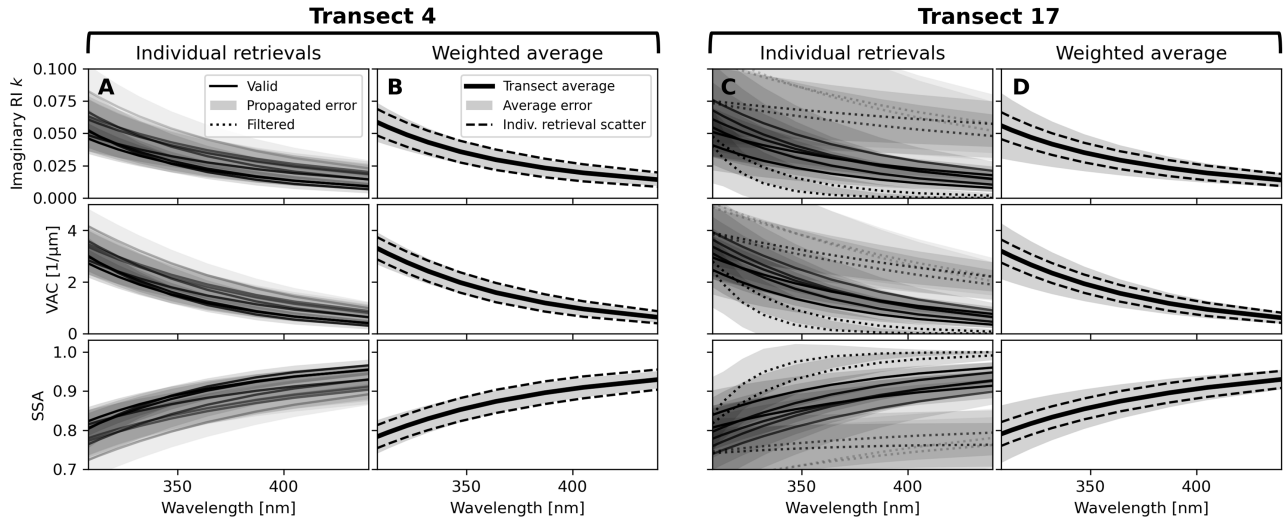 Transect 4
Transect 17
Individual retrievals
Weighted average
Individual retrievals
Weighted average
Imaginary RI k
0.100
0.075
0.050
0.025
0.000
A
Valid
Propagated error
Filtered
B
Transect average
Average error
Indiv. retrieval scatter
C
D
VAC [1/μm]
4
2
0
SSA
1.0
0.9
0.8
0.7
350
400
350
400
350
400
350
400
Wavelength [nm]
Wavelength [nm]
Wavelength [nm]
Wavelength [nm]